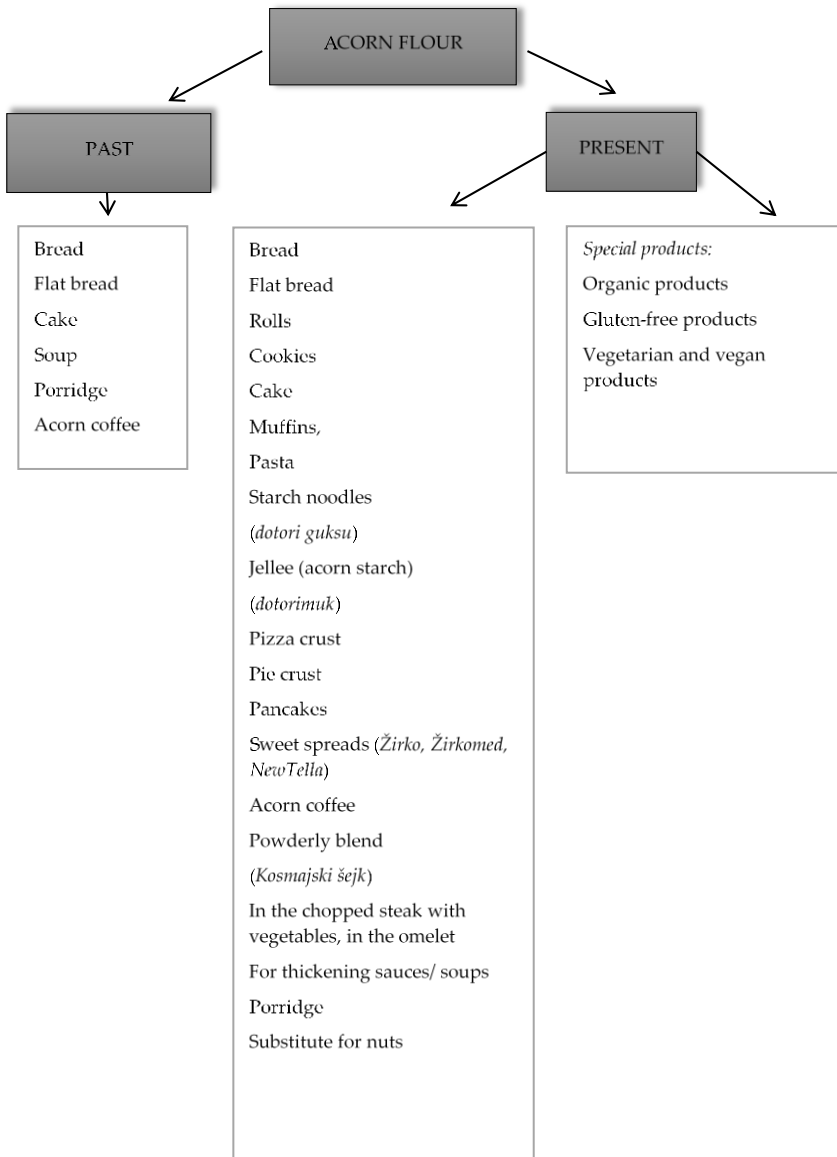 ACORN FLOUR
PAST
PRESENT
Bread
Flat bread
Cake
Soup
Porridge
Acorn coffee
Bread
Flat bread
Rolls
Cookies
Cake
Muffins,
Pasta
Starch noodles
(dotori guksu)
Jellee (acorn starch)
(dotorimuk)
Pizza crust
Pie crust
Pancakes
Sweet spreads (Žirko, Žirkomed,
NewTella)
Acorn coffee
Powderly blend
(Kosmajski šejk)
In the chopped steak with
vegetables, in the omelet
For thickening sauces/ soups
Porridge
Substitute for nuts
Special products:
Organic products
Gluten-free products
Vegetarian and vegan
products